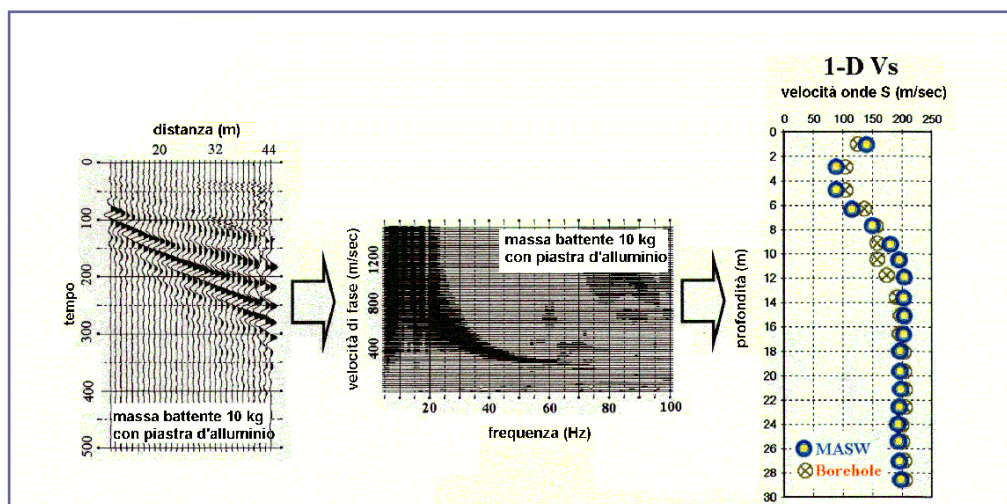 distanza (m)
20 32 44
tempo
0
100
200
300
400
500
massa battente 10 kg
con piastra d'alluminio
velocità di fase (m/sec)
1200
800
400
massa battente 10 kg
con piastra d'alluminio
20 40 60 80 100
frequenza (Hz)
1-D Vs
velocità onde S (m/sec)
0 50 100 150 200 250
profondità (m)
0
2
4
6
8
10
12
14
16
18
20
22
24
26
28
30
MASW
Borehole